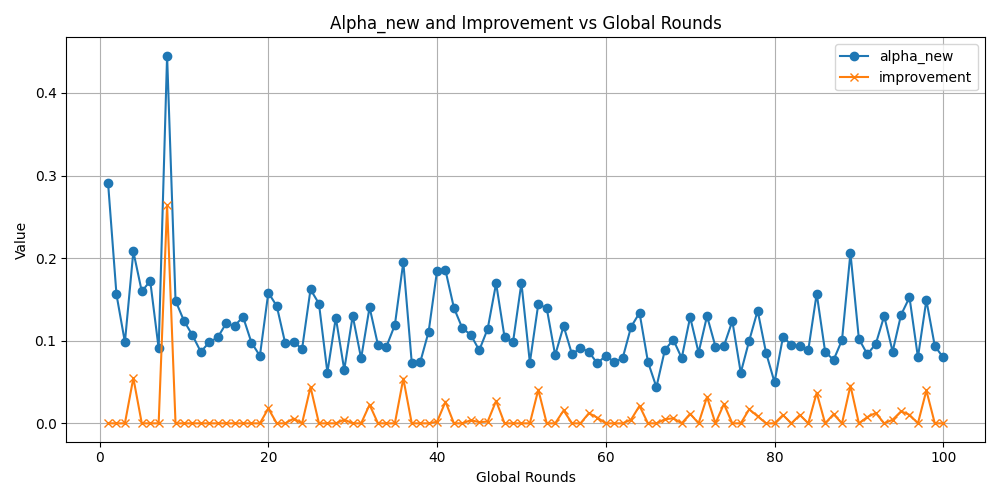 Alpha_new and Improvement vs Global Rounds
alpha_new
improvement
Value
0.4
0.3
0.2
0.1
0.0
0
20
40
60
80
100
Global Rounds